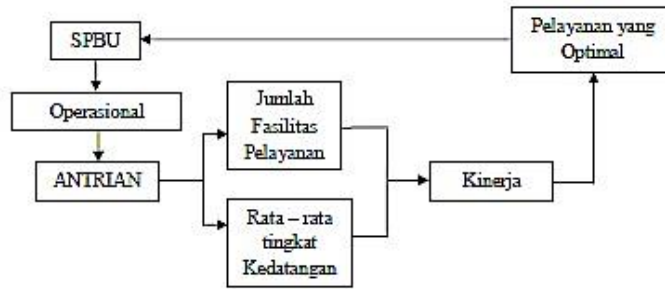 SPBU
Pelayanan yang
Optimal
Operasional
Jumlah
Fasilitas
Pelayanan
ANTRIAN
Kinerja
Rata – rata
tingkat
Kedatangan